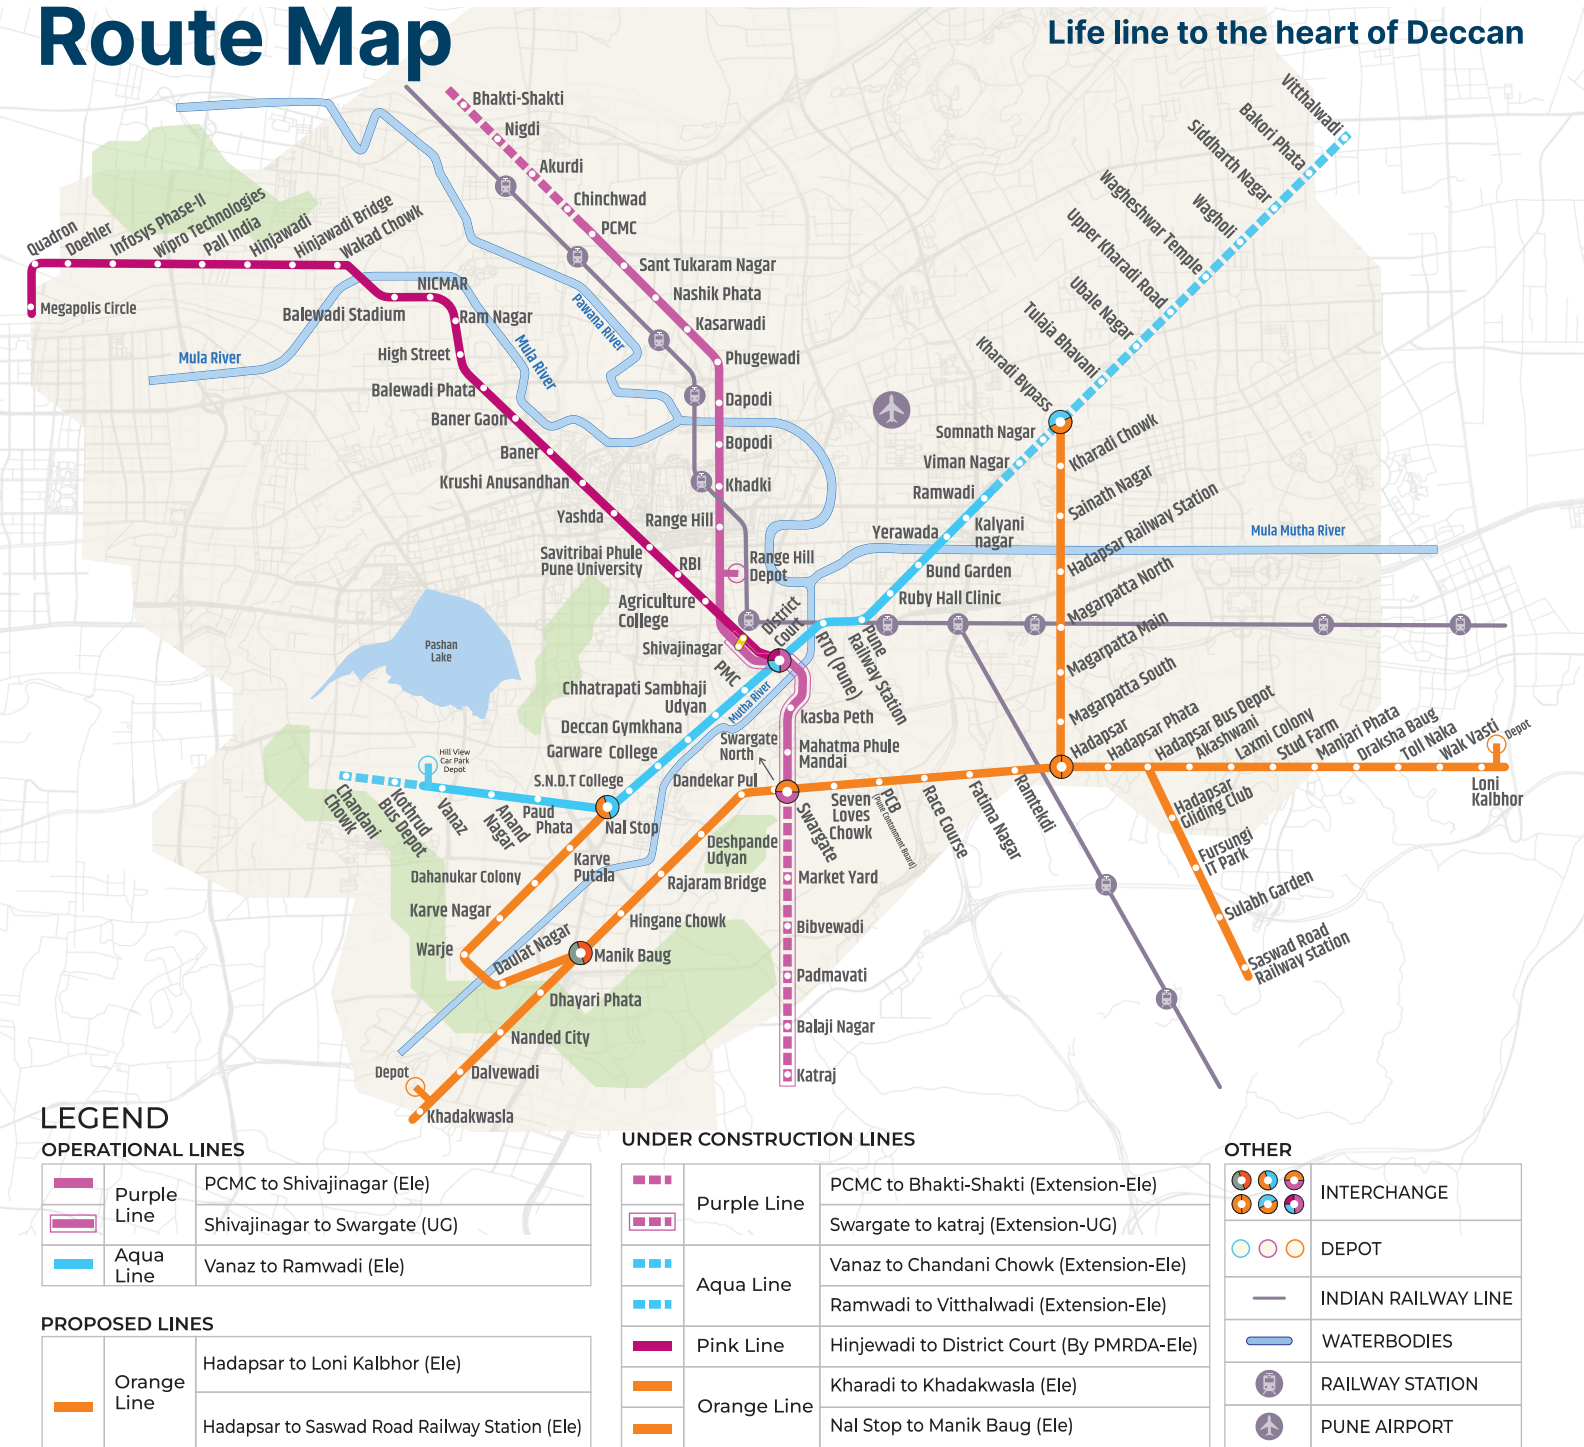 Route Map
Life line to the heart of Deccan
Bhakti-Shakti
Nigdi
Akurdi
Chinchwad
PCMC
Sant Tukaram Nagar
Nashik Phata
Kasarwadi
Phugewadi
Dapodi
Bopodi
Khadki
Range Hill
Range Hill
Depot
Vitthalwadi
Bakori Phata
Siddharth Nagar
Wagholi
Wagheshwar Temple
Upper Kharadi Road
Ubale Nagar
Tulaja Bhavani
Kharadi Bypass
Somnath Nagar
Viman Nagar
Ramwadi
Kalyani
nagar
Yerawada
Bund Garden
Ruby Hall Clinic
Pune
Railway Station
RTO (Pune)
District
Court
Quadron
Doehler
Infosys Phase-II
Wipro Technologies
Pall India
Hinjawadi
Hinjawadi Bridge
Wakad Chowk
Megapolis Circle
NICMAR
Balewadi Stadium
Ram Nagar
High Street
Balewadi Phata
Baner Gaon
Baner
Krushi Anusandhan
Yashda
Savitribai Phule
Pune University
RBI
Agriculture
College
Shivajinagar
Mula River
Mula River
Pawana River
Mula Mutha River
Mutha River
Pashan
Lake
PMC
Chhatrapati Sambhaji
Udyan
Deccan Gymkhana
Garware College
S.N.D.T College
Nal Stop
Paud
Phata
Anand
Nagar
Vanaz
Kothrud
Bus Depot
Chandani
Chowk
Hill View
Car Park
Depot
Kasba Peth
Mahatma Phule
Mandai
Swargate
North
Swargate
Dandekar Pul
Deshpande
Udyan
Rajaram Bridge
Hingane Chowk
Manik Baug
Dhayari Phata
Nanded City
Dalvewadi
Khadakwasla
Depot
Karve
Putala
Dahanukar Colony
Karve Nagar
Warje
Daulat Nagar
Market Yard
Bibvewadi
Padmavati
Balaji Nagar
Katraj
Seven
Loves
Chowk
PCB
(Pune Cantonment Board)
Race Course
Fatima Nagar
Ramtekdi
Kharadi Chowk
Sainath Nagar
Hadapsar Railway Station
Magarpatta North
Magarpatta Main
Magarpatta South
Hadapsar
Hadapsar Phata
Hadapsar Bus Depot
Akashwani
Laxmi Colony
Stud Farm
Manjari Phata
Draksha Baug
Toll Naka
Wak Vasti
Depot
Loni
Kalbhor
Hadapsar
Gliding Club
Fursungi
IT Park
Sulabh Garden
Saswad Road
Railway station
LEGEND
OPERATIONAL LINES
Purple
Line
PCMC to Shivajinagar (Ele)
Shivajinagar to Swargate (UG)
Aqua
Line
Vanaz to Ramwadi (Ele)
PROPOSED LINES
Orange
Line
Hadapsar to Loni Kalbhor (Ele)
Hadapsar to Saswad Road Railway Station (Ele)
UNDER CONSTRUCTION LINES
Purple Line
PCMC to Bhakti-Shakti (Extension-Ele)
Swargate to katraj (Extension-UG)
Aqua Line
Vanaz to Chandani Chowk (Extension-Ele)
Ramwadi to Vitthalwadi (Extension-Ele)
Pink Line
Hinjewadi to District Court (By PMRDA-Ele)
Orange Line
Kharadi to Khadakwasla (Ele)
Nal Stop to Manik Baug (Ele)
OTHER
INTERCHANGE
DEPOT
INDIAN RAILWAY LINE
WATERBODIES
RAILWAY STATION
PUNE AIRPORT